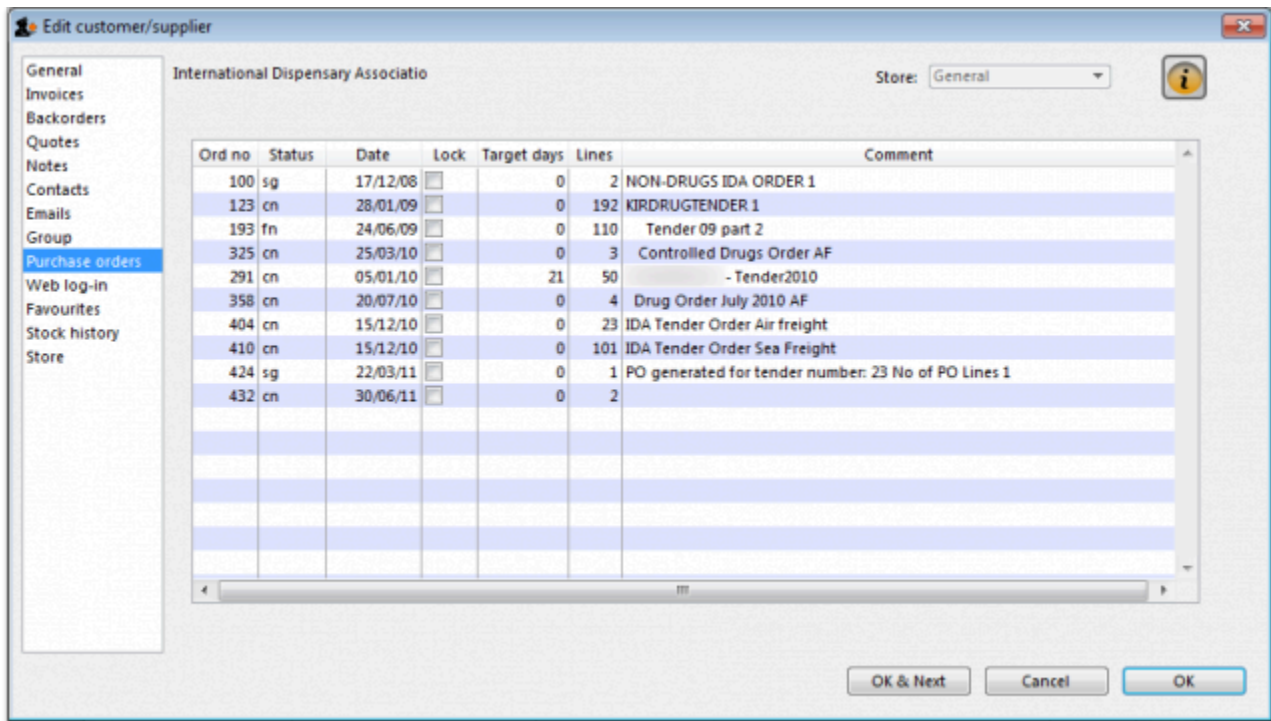 Edit customer/supplier
General
Invoices
Backorders
Quotes
Notes
Contacts
Emails
Group
Purchase orders
Web log-in
Favourites
Stock history
Store
International Dispensary Associatio
Store: General
Ord no Status Date Lock Target days Lines Comment
100 sg 17/12/08 0 2 NON-DRUGS IDA ORDER 1
123 cn 28/01/09 0 192 KIRDRUGTENDER 1
193 fn 24/06/09 0 110 Tender 09 part 2
325 cn 25/03/10 0 3 Controlled Drugs Order AF
291 cn 05/01/10 21 50 - Tender2010
358 cn 20/07/10 0 4 Drug Order July 2010 AF
404 cn 15/12/10 0 23 IDA Tender Order Air freight
410 cn 15/12/10 0 101 IDA Tender Order Sea Freight
424 sg 22/03/11 0 1 PO generated for tender number: 23 No of PO Lines 1
432 cn 30/06/11 0 2
OK & Next Cancel OK